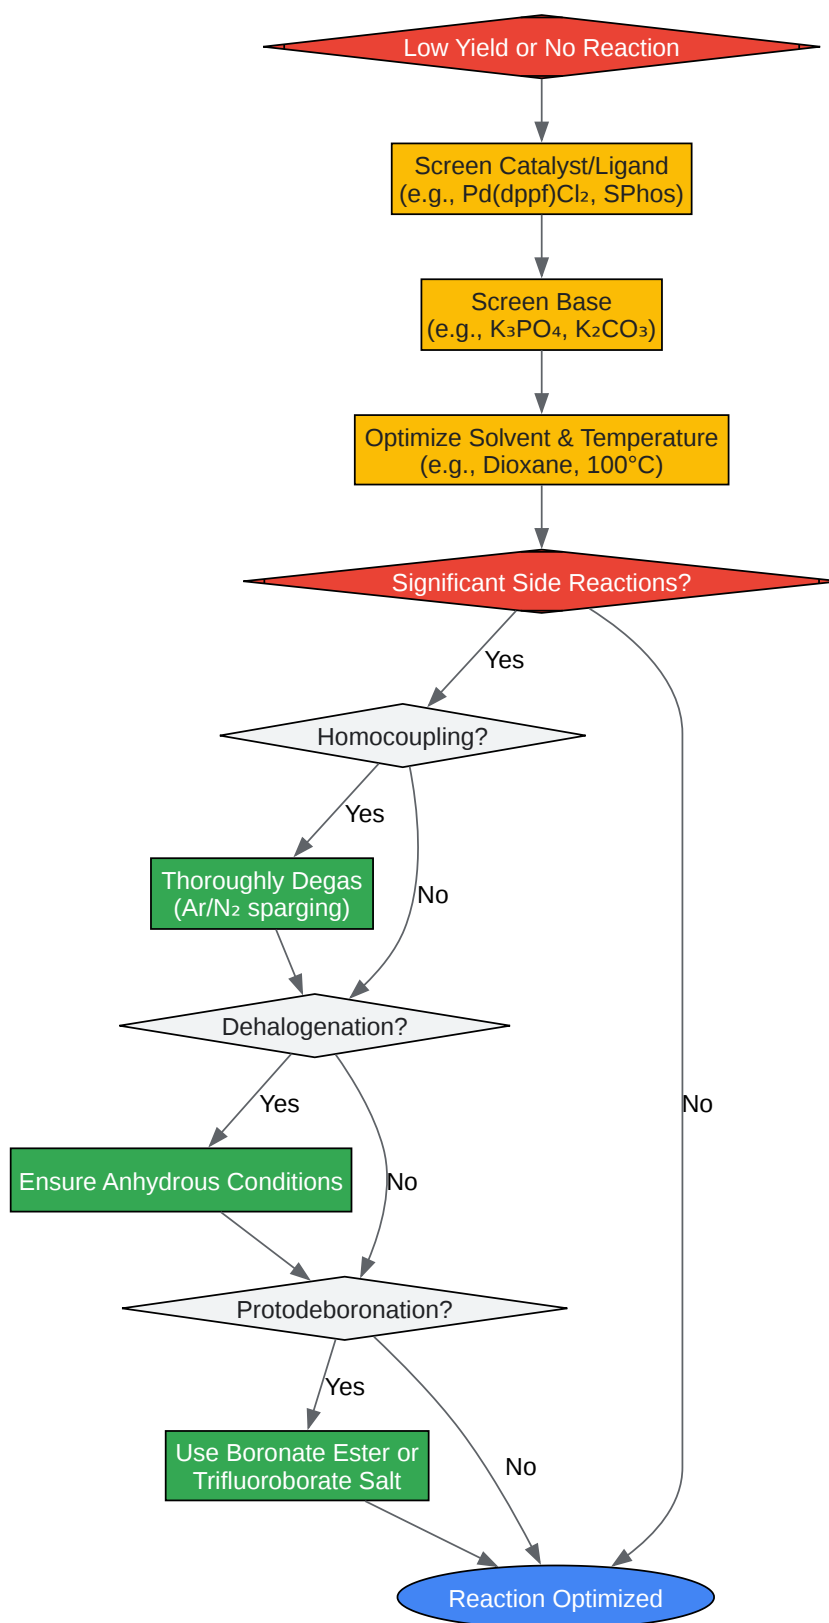 Low Yield or No Reaction
Screen Catalyst/Ligand
(e.g., Pd(dppf)Cl₂, SPhos)
Screen Base
(e.g., K₃PO₄, K₂CO₃)
Optimize Solvent & Temperature
(e.g., Dioxane, 100°C)
Significant Side Reactions?
Yes
Homocoupling?
Yes
Thoroughly Degas
(Ar/N₂ sparging)
No
Dehalogenation?
Yes
No
Ensure Anhydrous Conditions
No
Protodeboronation?
Yes
Use Boronate Ester or
Trifluoroborate Salt
No
Reaction Optimized